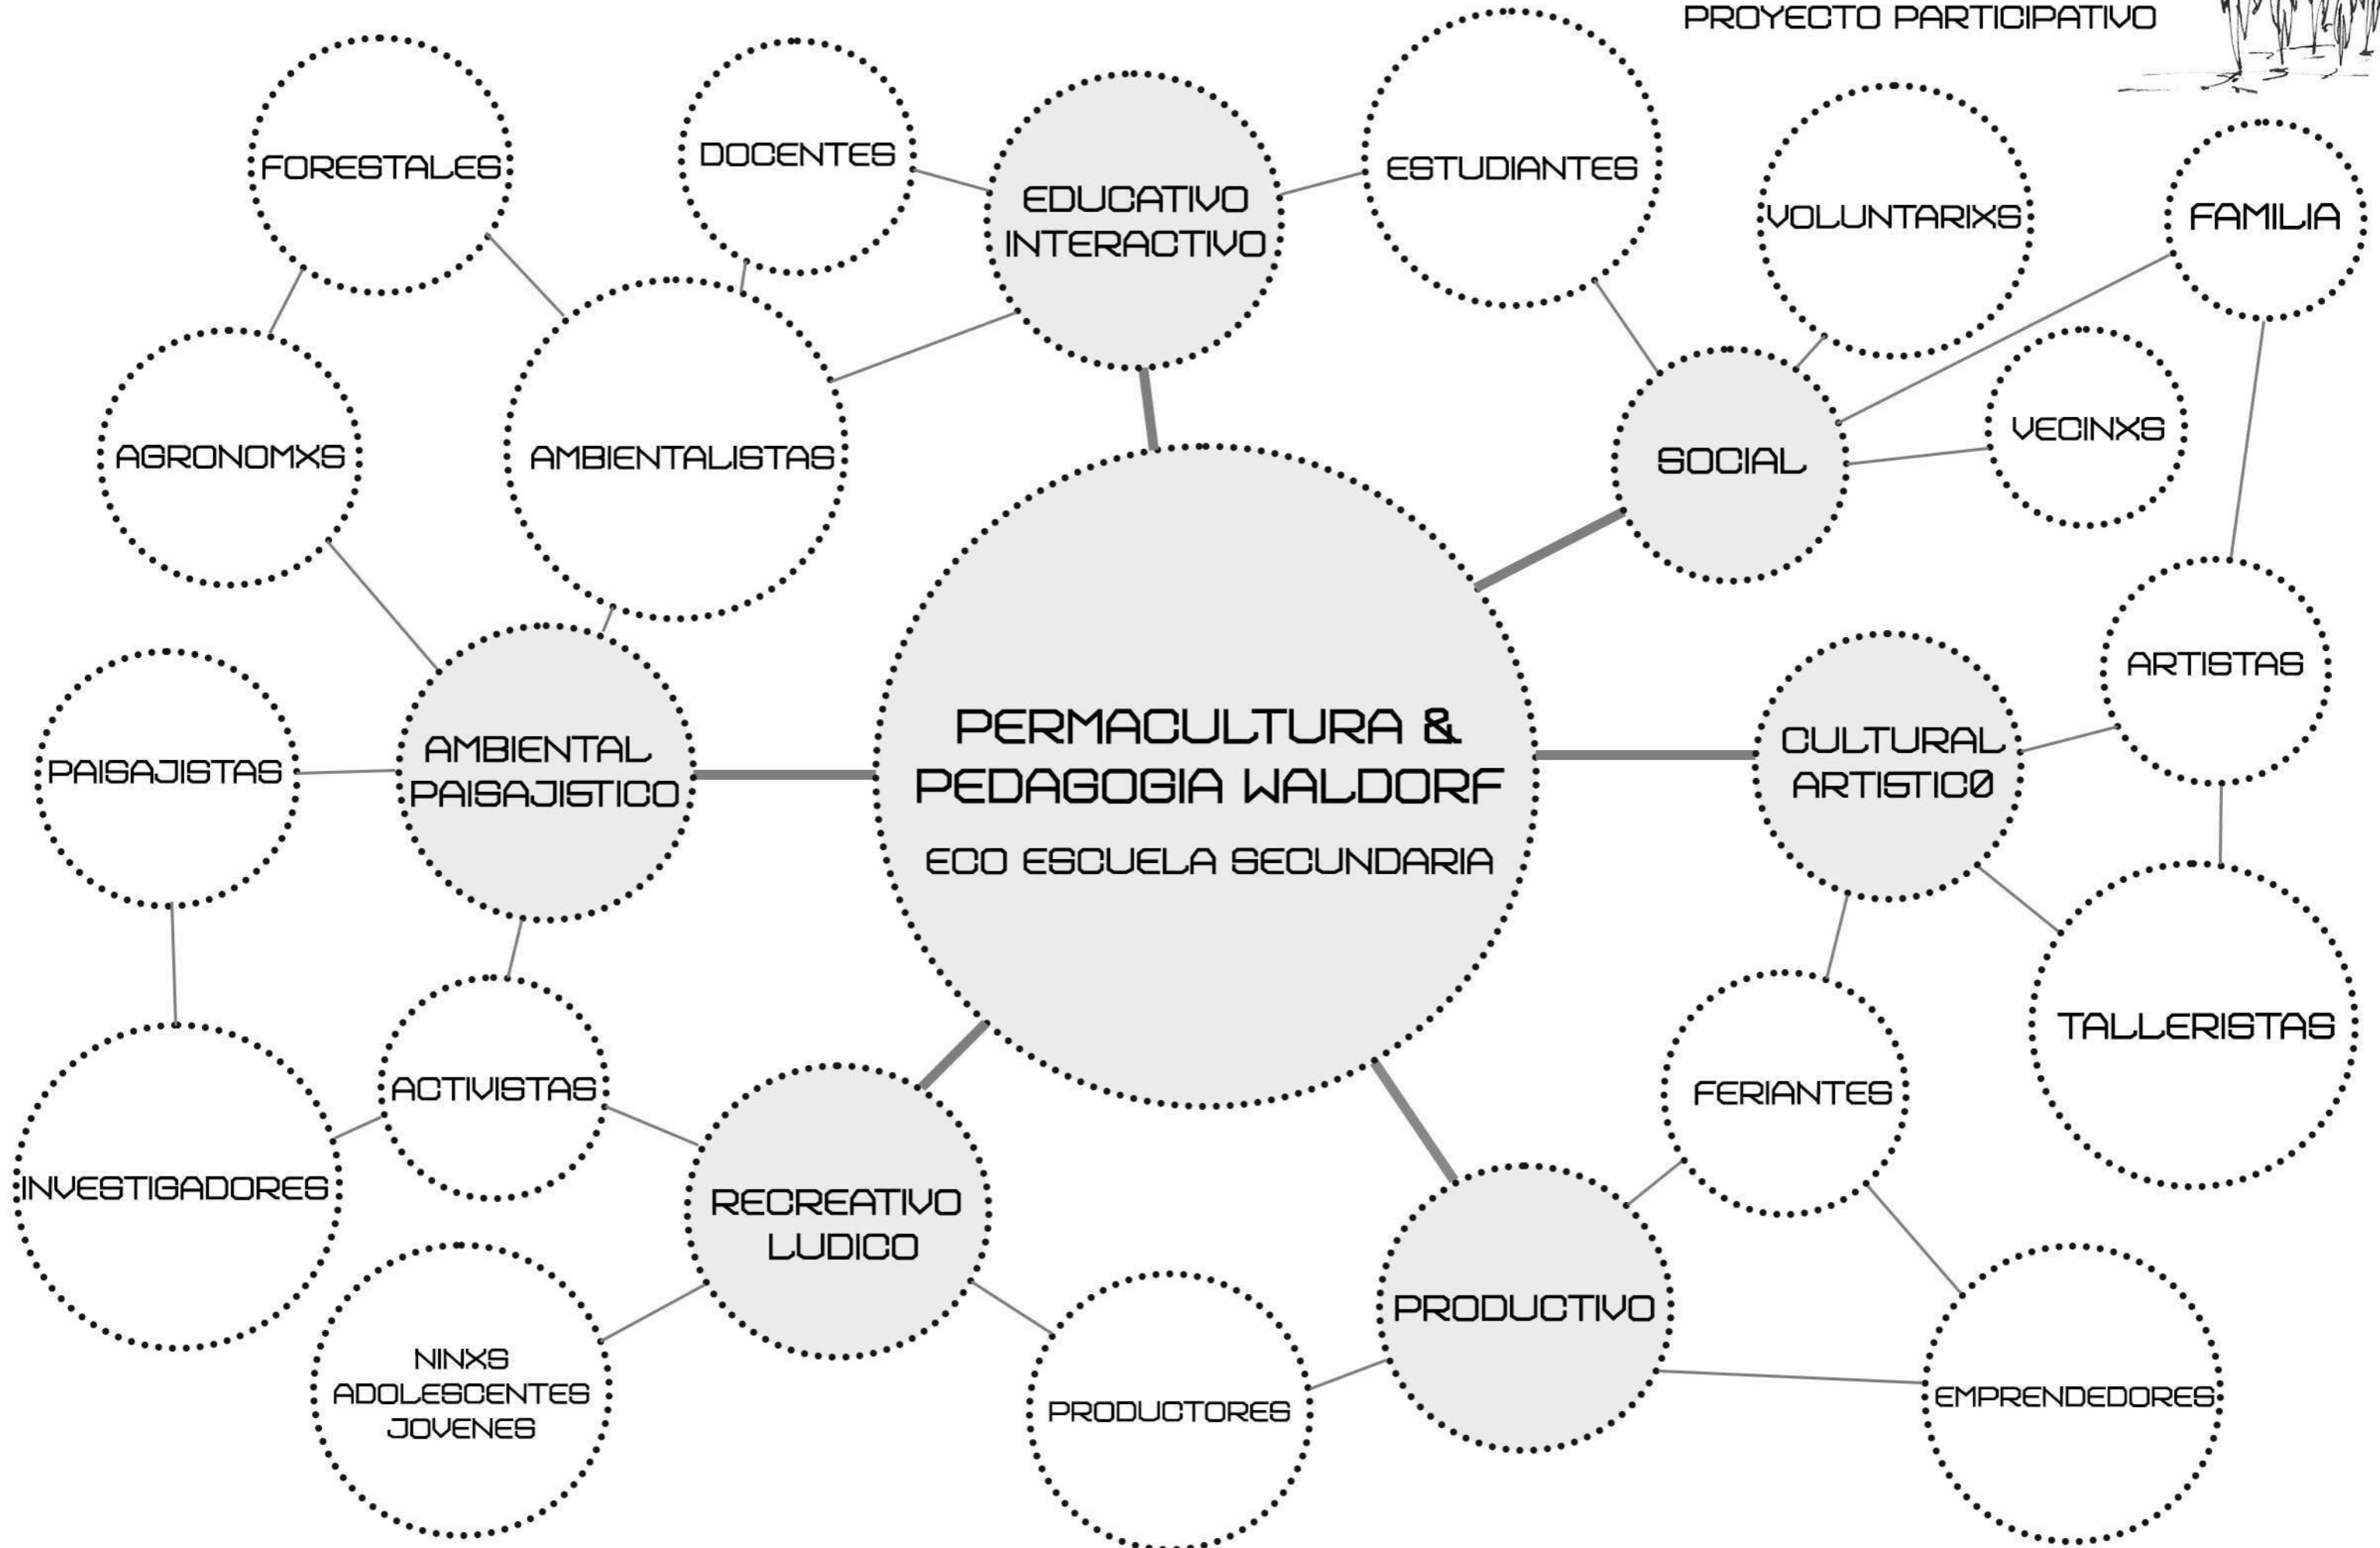 PROYECTO PARTICIPATIVO
FORESTALES
DOCENTES
EDUCATIVO
INTERACTIVO
ESTUDIANTES
VOLUNTARIXS
FAMILIA
AGRONOMXS
AMBIENTALISTAS
SOCIAL
VECINXS
PAISAJISTAS
AMBIENTAL
PAISAJISTICO
PERMACULTURA &
PEDAGOGIA WALDORF
ECO ESCUELA SECUNDARIA
CULTURAL
ARTISTICØ
ARTISTAS
INVESTIGADORES
ACTIVISTAS
RECREATIVO
LUDICO
FERIANTES
TALLERISTAS
NINXS
ADOLESCENTES
JOVENES
PRODUCTORES
PRODUCTIVO
EMPRENDEDORES